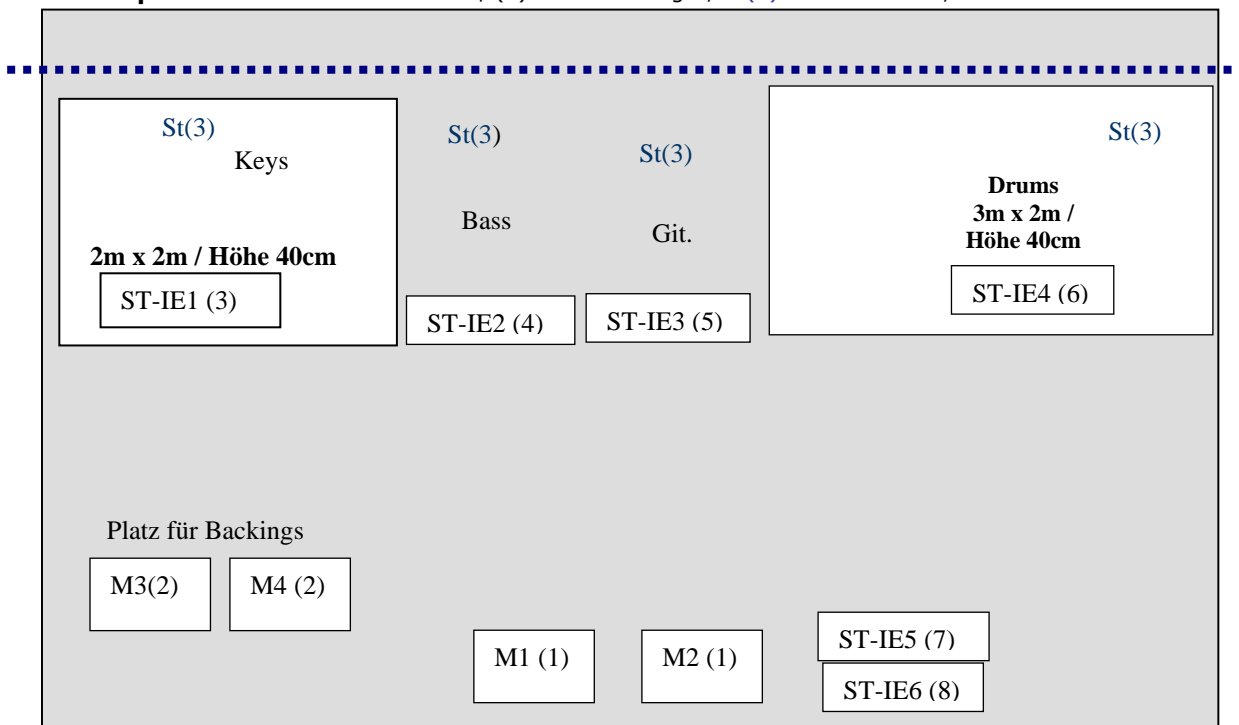 St(3)
Keys
2m x 2m / Höhe 40cm
ST-IE1 (3)
St(3)
Bass
ST-IE2 (4)
St(3)
Git.
ST-IE3 (5)
St(3)
Drums
3m x 2m /
Höhe 40cm
ST-IE4 (6)
Platz für Backings
M3(2)
M4 (2)
M1 (1)
M2 (1)
ST-IE5 (7)
ST-IE6 (8)